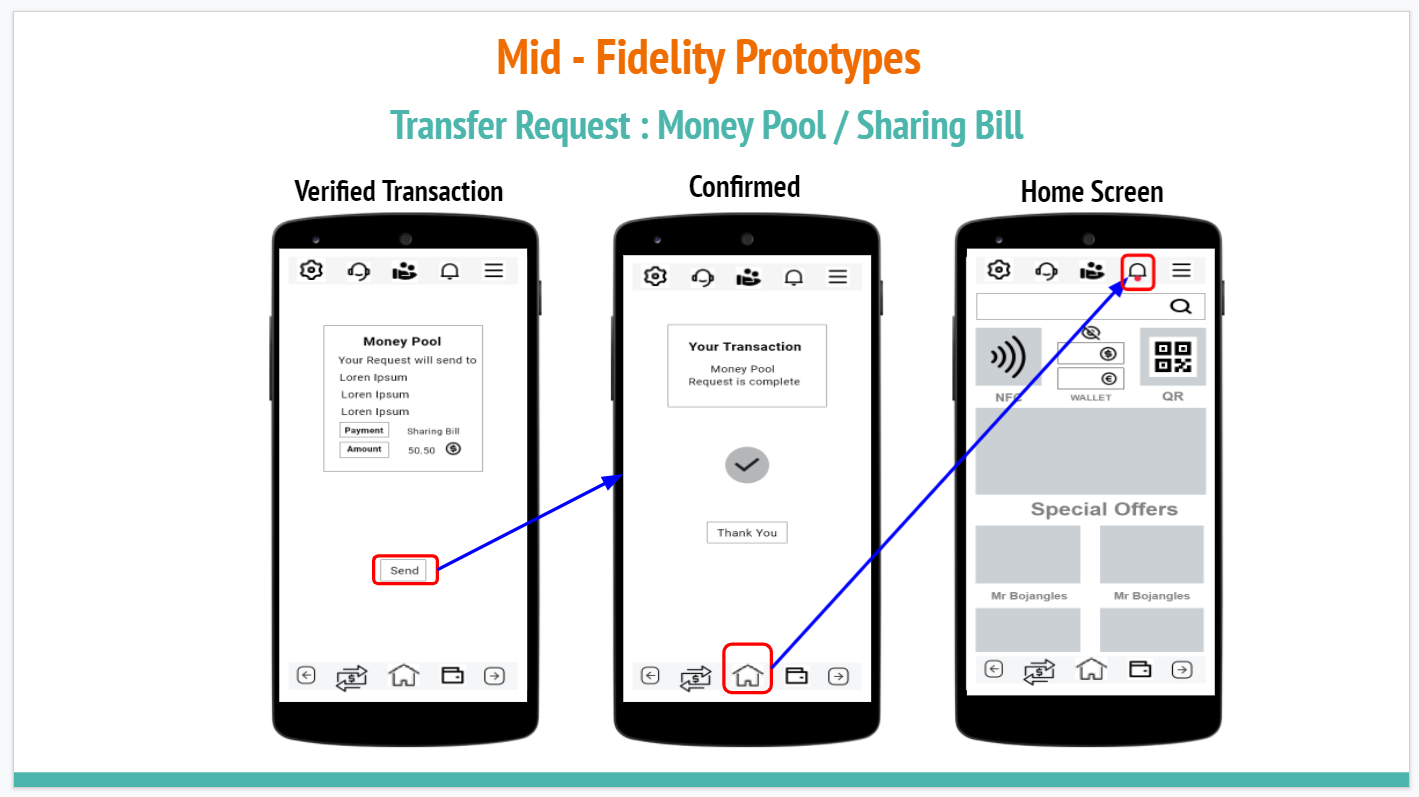 Mid - Fidelity Prototypes
Transfer Request : Money Pool / Sharing Bill
Verified Transaction
Money Pool
Your Request will send to
Loren Ipsum
Loren Ipsum
Loren Ipsum
Payment Sharing Bill
Amount 50.50 $
Send
$
Confirmed
Your Transaction
Money Pool
Request is complete
Thank You
$
Home Screen
$
€
NFC WALLET QR
Special Offers
Mr Bojangles Mr Bojangles
$